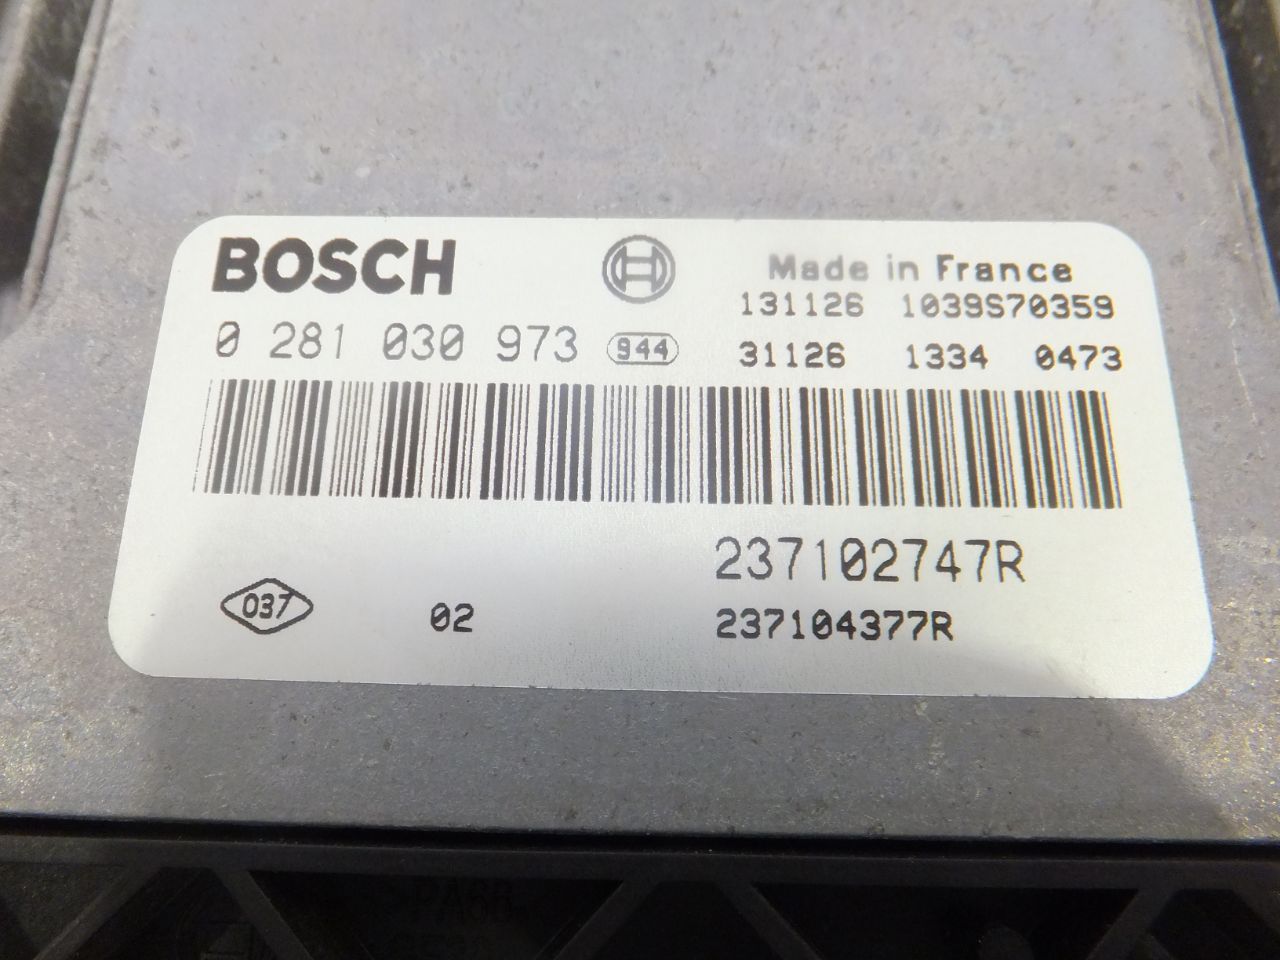 BOSCH
Made in France
131126 1039S70359
0 281 030 973 944
31126 1334 0473
237102747R
037 02 237104377R